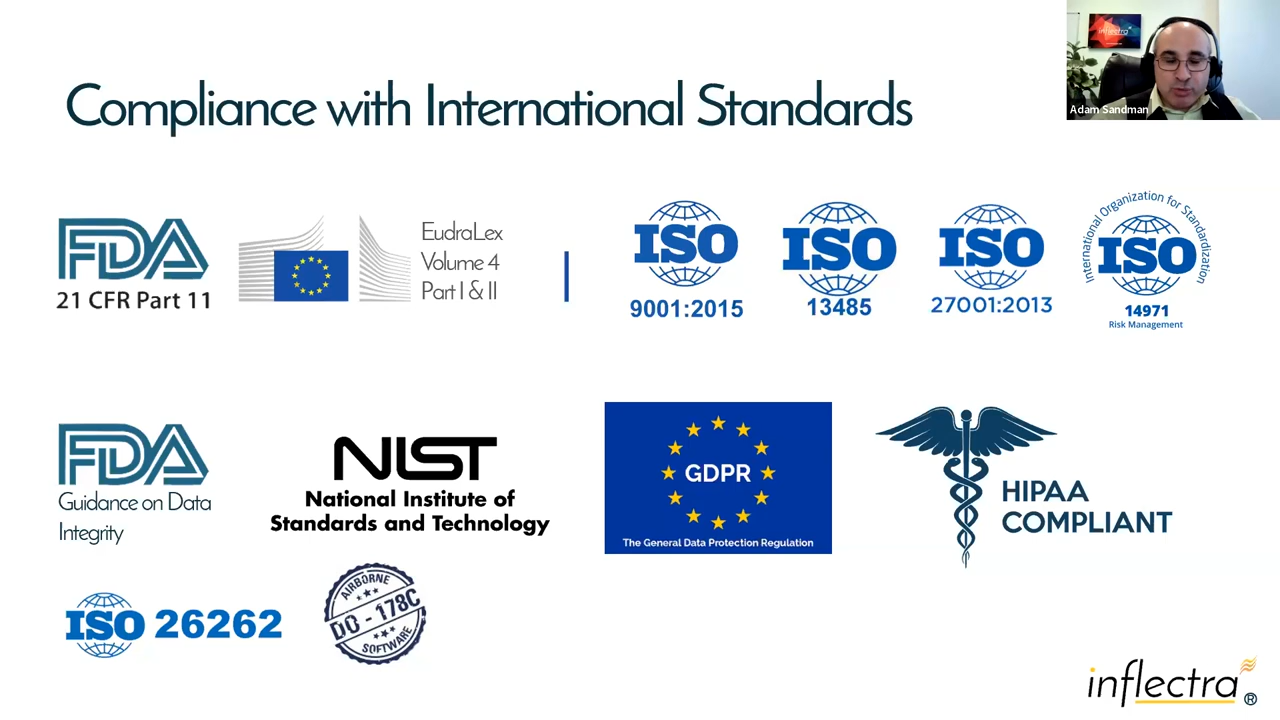 inflectra
Adam Sandman
Compliance with International Standards
FDA
21 CFR Part 11
EudraLex
Volume 4
Part I & II
ISO
9001:2015
ISO
13485
ISO
27001:2013
International Organization for Standardization
ISO
14971
Risk Management
FDA
Guidance on Data
Integrity
NIST
National Institute of
Standards and Technology
GDPR
The General Data Protection Regulation
HIPAA
COMPLIANT
ISO 26262
AIRBORNE
DO - 178C
SOFTWARE
inflectra®